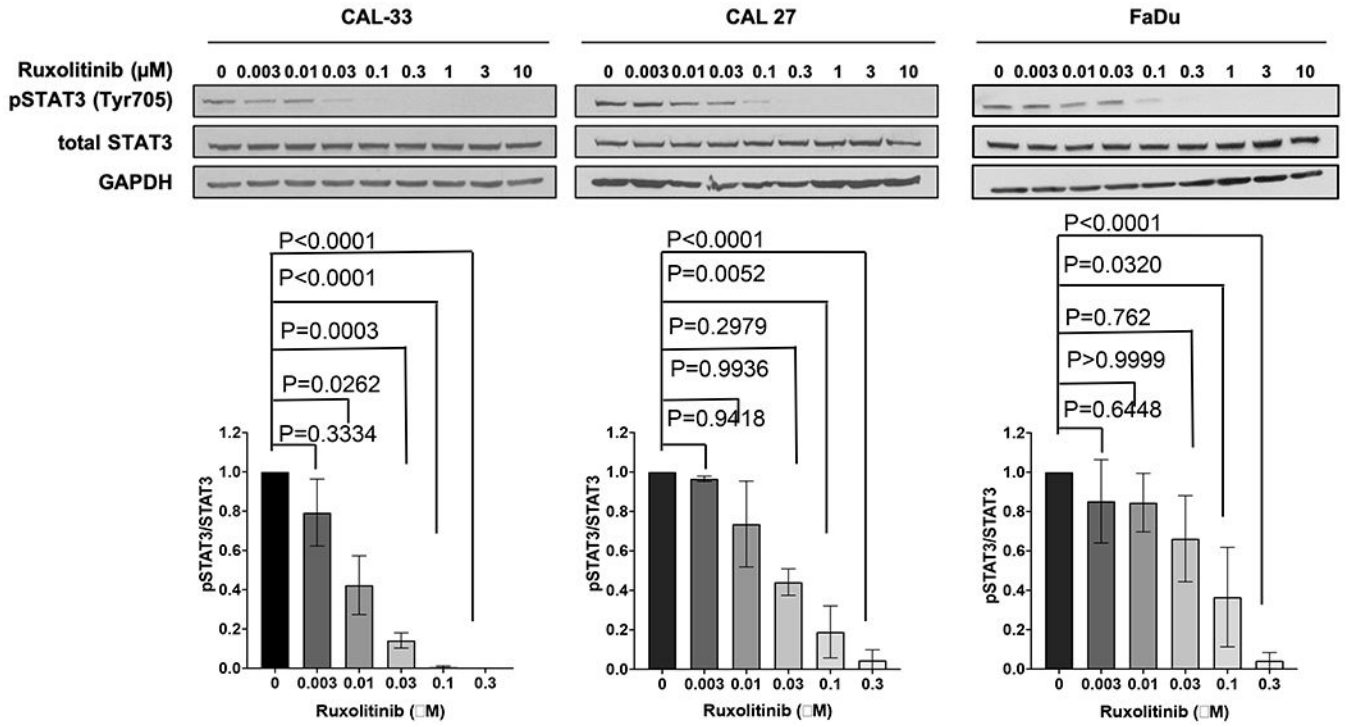 CAL-33 CAL 27 FaDu
Ruxolitinib (µM) 0 0.003 0.01 0.03 0.1 0.3 1 3 10 0 0.003 0.01 0.03 0.1 0.3 1 3 10 0 0.003 0.01 0.03 0.1 0.3 1 3 10
pSTAT3 (Tyr705)
total STAT3
GAPDH
P<0.0001
P<0.0001
P=0.0003
P=0.0262
P=0.3334
1.2
1.0
0.8
0.6
0.4
0.2
0.0
pSTAT3/STAT3
0 0.003 0.01 0.03 0.1 0.3
Ruxolitinib (□M)
P<0.0001
P=0.0052
P=0.2979
P=0.9936
P=0.9418
1.2
1.0
0.8
0.6
0.4
0.2
0.0
pSTAT3/STAT3
0 0.003 0.01 0.03 0.1 0.3
Ruxolitinib (□M)
P<0.0001
P=0.0320
P=0.762
P>0.9999
P=0.6448
1.2
1.0
0.8
0.6
0.4
0.2
0.0
pSTAT3/STAT3
0 0.003 0.01 0.03 0.1 0.3
Ruxolitinib (□M)